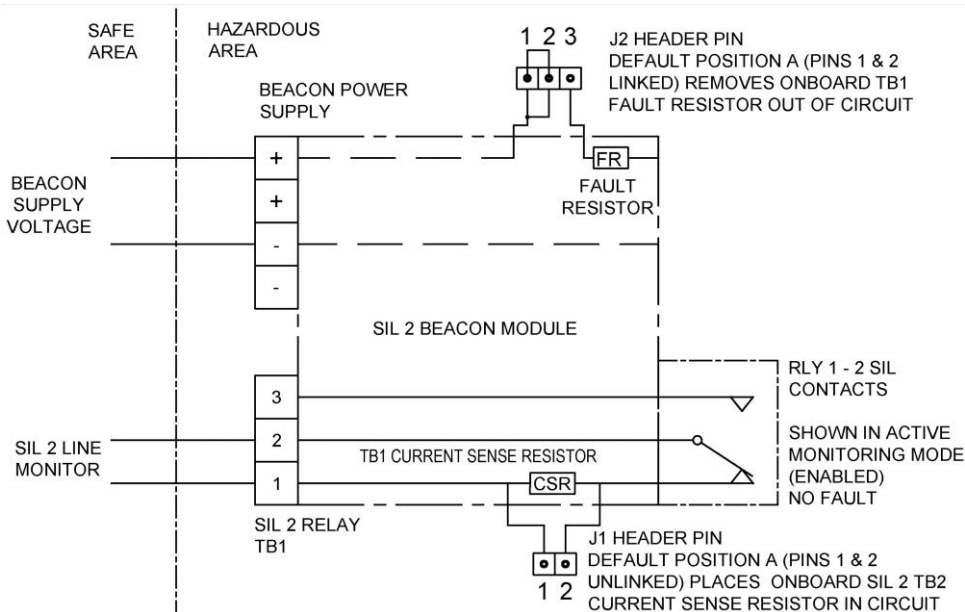 SAFE
AREA
HAZARDOUS
AREA
1 2 3
J2 HEADER PIN
DEFAULT POSITION A (PINS 1 & 2
LINKED) REMOVES ONBOARD TB1
FAULT RESISTOR OUT OF CIRCUIT
BEACON POWER
SUPPLY
+
+
-
-
FR
FAULT
RESISTOR
BEACON
SUPPLY
VOLTAGE
SIL 2 BEACON MODULE
RLY 1 - 2 SIL
CONTACTS
SHOWN IN ACTIVE
MONITORING MODE
(ENABLED)
NO FAULT
3
2
1
SIL 2 LINE
MONITOR
TB1 CURRENT SENSE RESISTOR
CSR
SIL 2 RELAY
TB1
J1 HEADER PIN
DEFAULT POSITION A (PINS 1 & 2
UNLINKED) PLACES ONBOARD SIL 2 TB2
CURRENT SENSE RESISTOR IN CIRCUIT
1 2